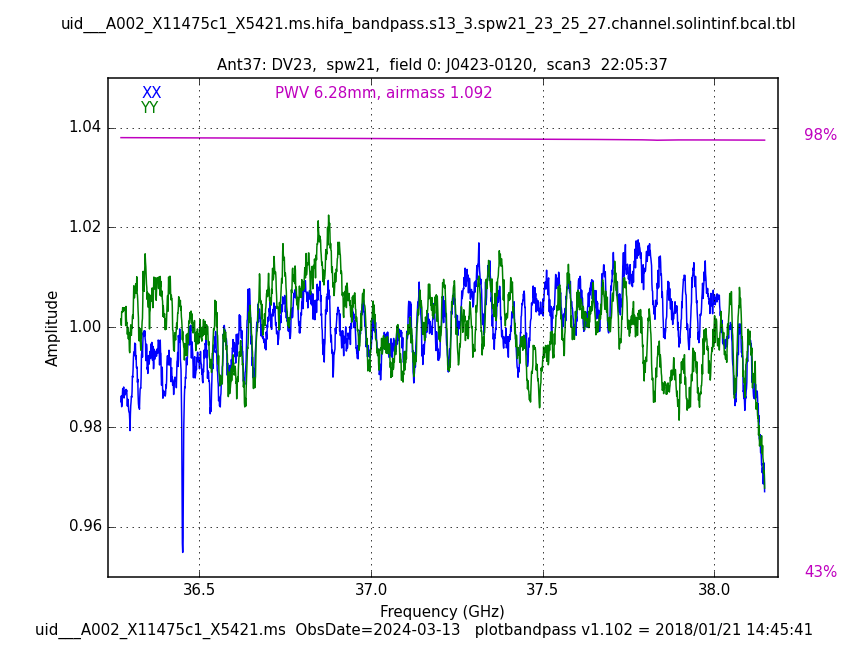 uid___A002_X11475c1_X5421.ms.hifa_bandpass.s13_3.spw21_23_25_27.channel.solintinf.bcal.tbl
Ant37: DV23,  spw21,  field 0: J0423-0120,  scan3  22:05:37
XX
PWV 6.28mm, airmass 1.092
YY
1.04
98%
1.02
1.00
Amplitude
0.98
0.96
43%
36.5
37.0
37.5
38.0
Frequency (GHz)
uid___A002_X11475c1_X5421.ms  ObsDate=2024-03-13   plotbandpass v1.102 = 2018/01/21 14:45:41